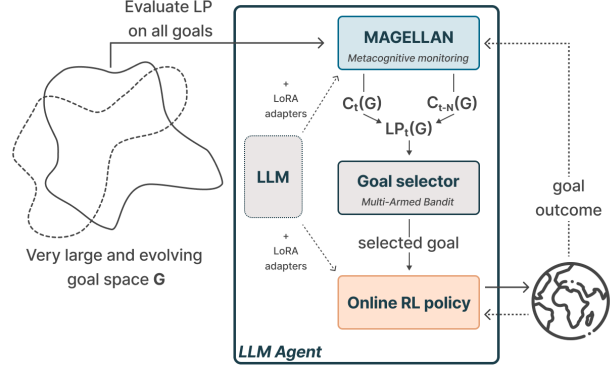 Evaluate LP
on all goals
MAGELLAN
Metacognitive monitoring
+
LoRA
adapters
Cₜ(G)
Cₜ₋ₙ(G)
LPₜ(G)
LLM
Goal selector
Multi-Armed Bandit
goal
outcome
+
LoRA
adapters
selected goal
Very large and evolving
goal space G
Online RL policy
LLM Agent